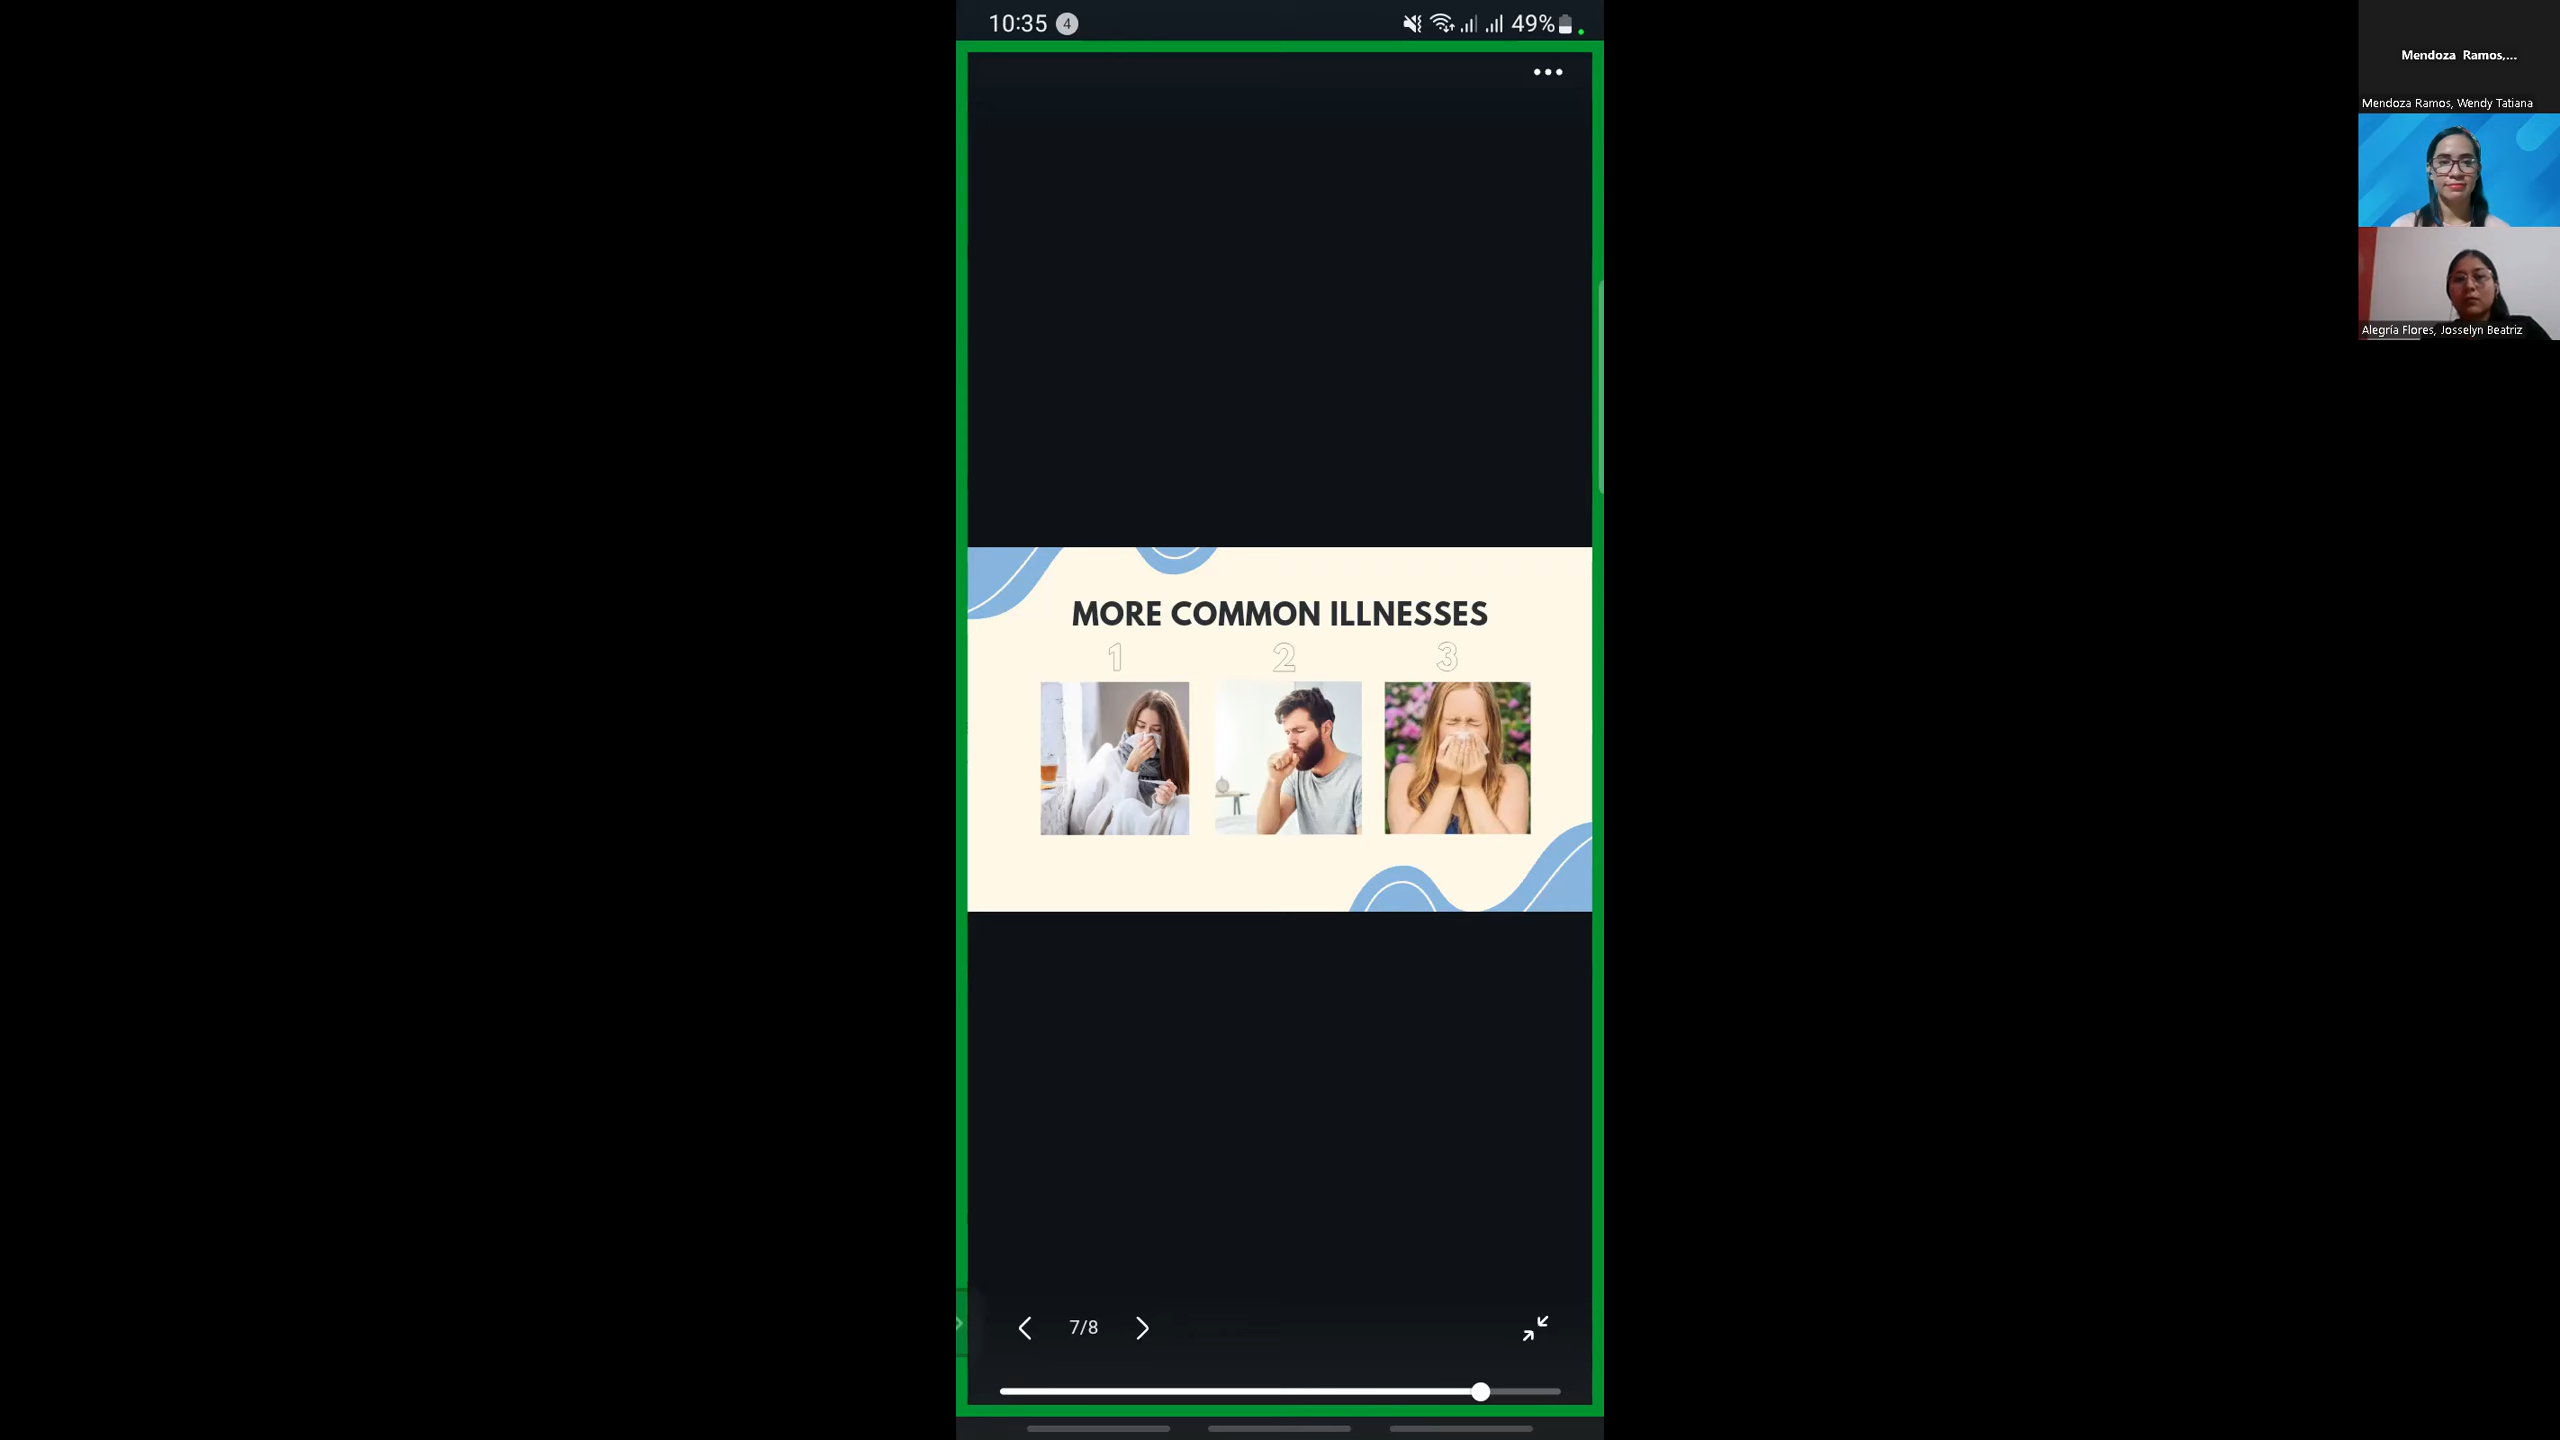 10:35 4
49%
MORE COMMON ILLNESSES
1 2 3
7/8
Mendoza Ramos,...
Mendoza Ramos, Wendy Tatiana
Alegría Flores, Josselyn Beatriz